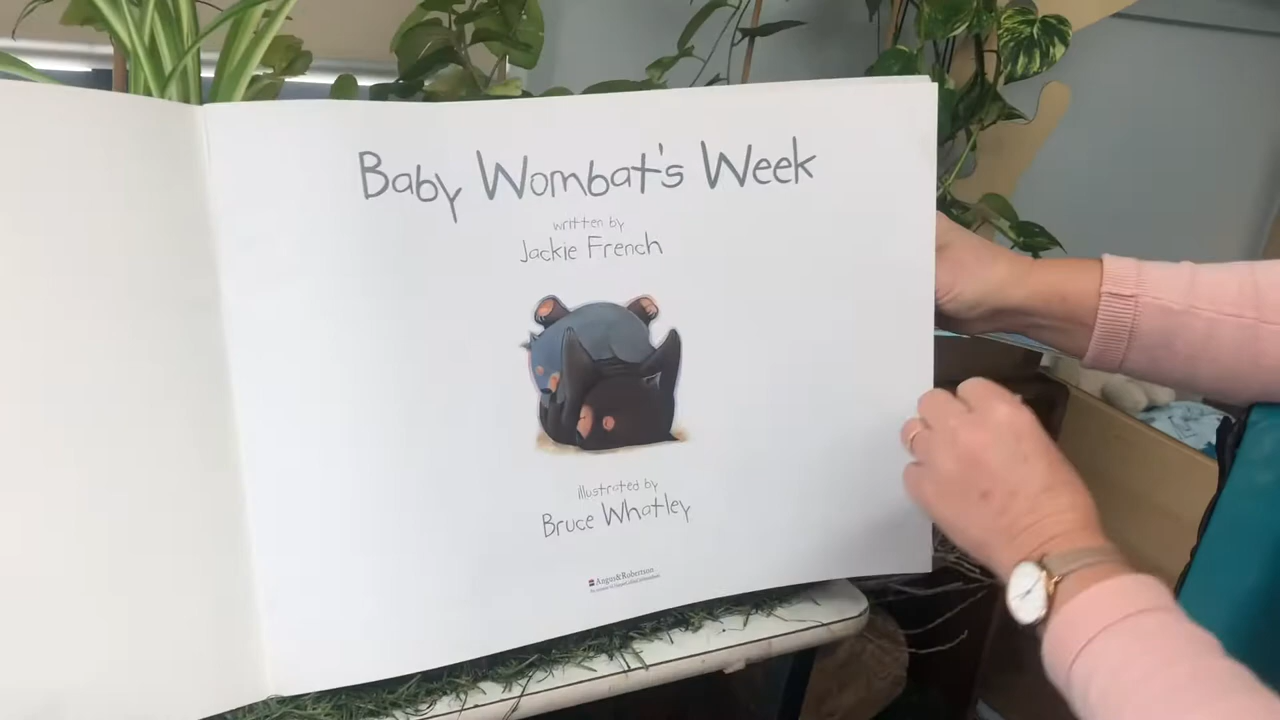 Baby Wombat's Week
written by
Jackie French
illustrated by
Bruce Whatley
Angus&Robertson